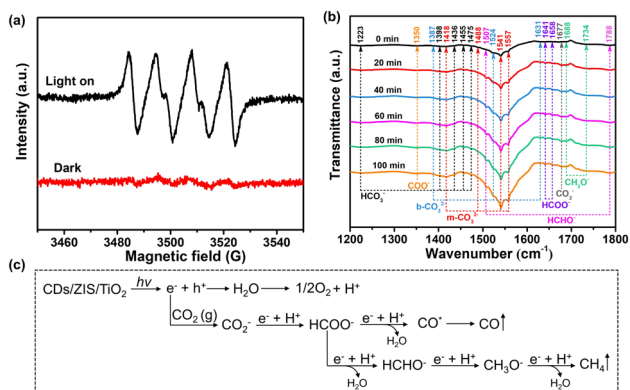 (a)
Light on
Dark
Intensity (a.u.)
3460 3480 3500 3520 3540
Magnetic field (G)
(b)
1223 1350 1387 1398 1418 1436 1455 1475 1488 1507 1524 1541 1557 1631 1641 1658 1677 1688 1734 1788
0 min
20 min
40 min
60 min
80 min
100 min
COO⁻
HCO₃⁻
b-CO₃²⁻
m-CO₃²⁻
CH₃O⁻
CO₂⁻
HCOO⁻
HCHO⁻
Transmittance (a.u.)
1200 1300 1400 1500 1600 1700 1800
Wavenumber (cm⁻¹)
(c)
CDs/ZIS/TiO₂ hv e⁻ + h⁺ H₂O 1/2O₂ + H⁺
CO₂ (g) CO₂⁻ e⁻ + H⁺ HCOO⁻ e⁻ + H⁺ H₂O CO* CO
e⁻ + H⁺ H₂O HCHO⁻ e⁻ + H⁺ CH₃O⁻ e⁻ + H⁺ H₂O CH₄